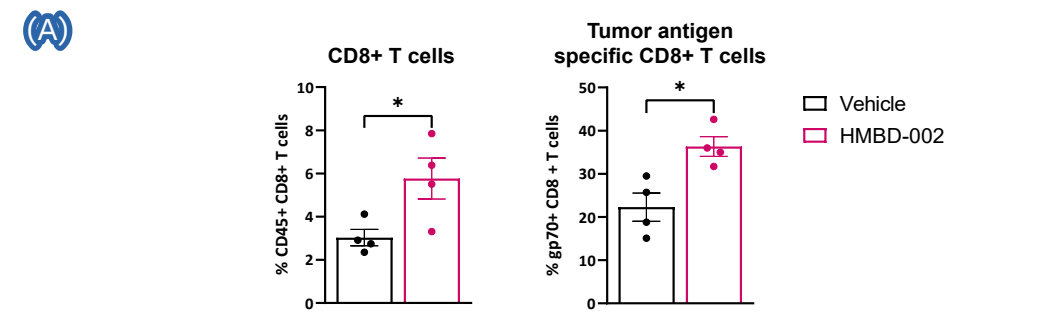 A
CD8+ T cells
% CD45+ CD8+ T cells
10
8
6
4
2
0
*
Tumor antigen
specific CD8+ T cells
% gp70+ CD8 + T cells
50
40
30
20
10
0
*
Vehicle
HMBD-002